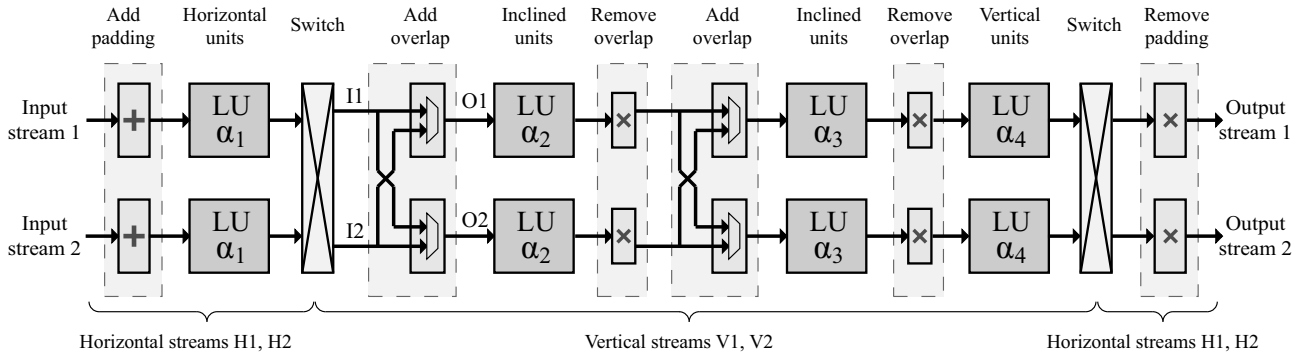 Add
padding
Horizontal
units
Switch
Add
overlap
Inclined
units
Remove
overlap
Add
overlap
Inclined
units
Remove
overlap
Vertical
units
Switch
Remove
padding
Input
stream 1
+
LU
α1
I1
O1
LU
α2
×
LU
α3
×
LU
α4
×
Output
stream 1
Input
stream 2
+
LU
α1
I2
O2
LU
α2
×
LU
α3
×
LU
α4
×
Output
stream 2
Horizontal streams H1, H2
Vertical streams V1, V2
Horizontal streams H1, H2